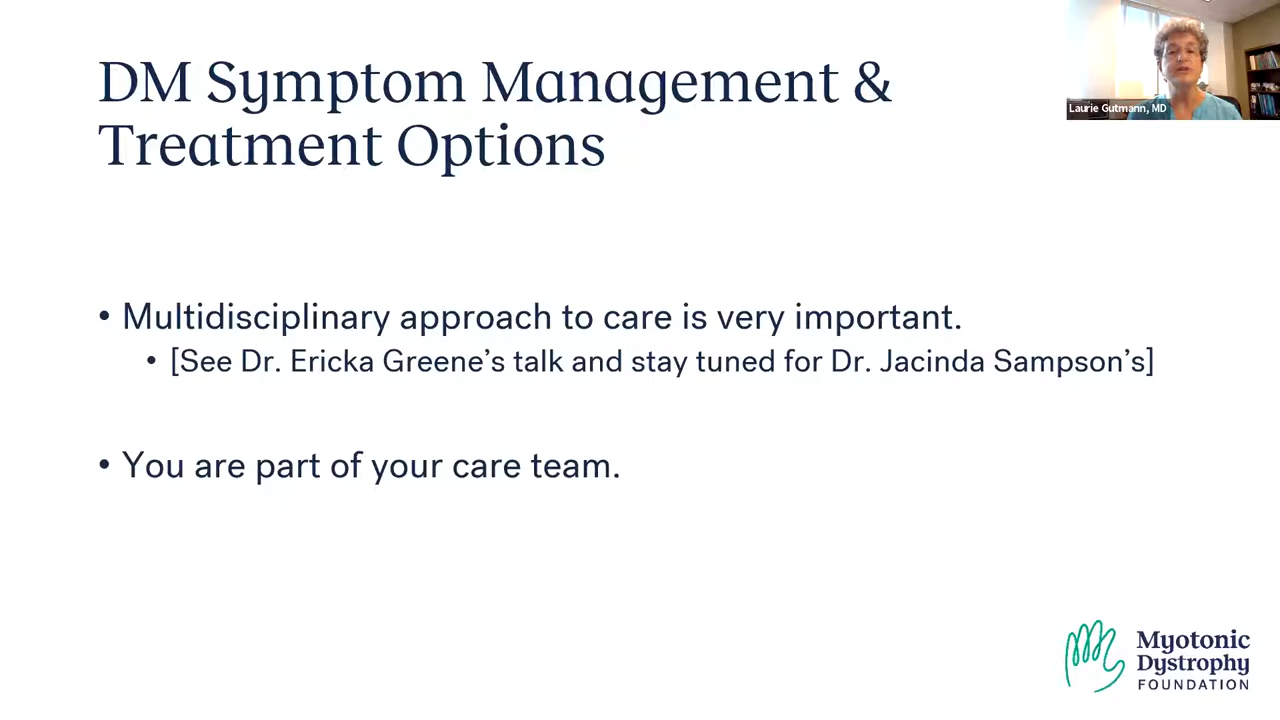 DM Symptom Management &
Treatment Options
Laurie Gutmann, MD
• Multidisciplinary approach to care is very important.
• [See Dr. Ericka Greene’s talk and stay tuned for Dr. Jacinda Sampson’s]
• You are part of your care team.
Myotonic
Dystrophy
FOUNDATION